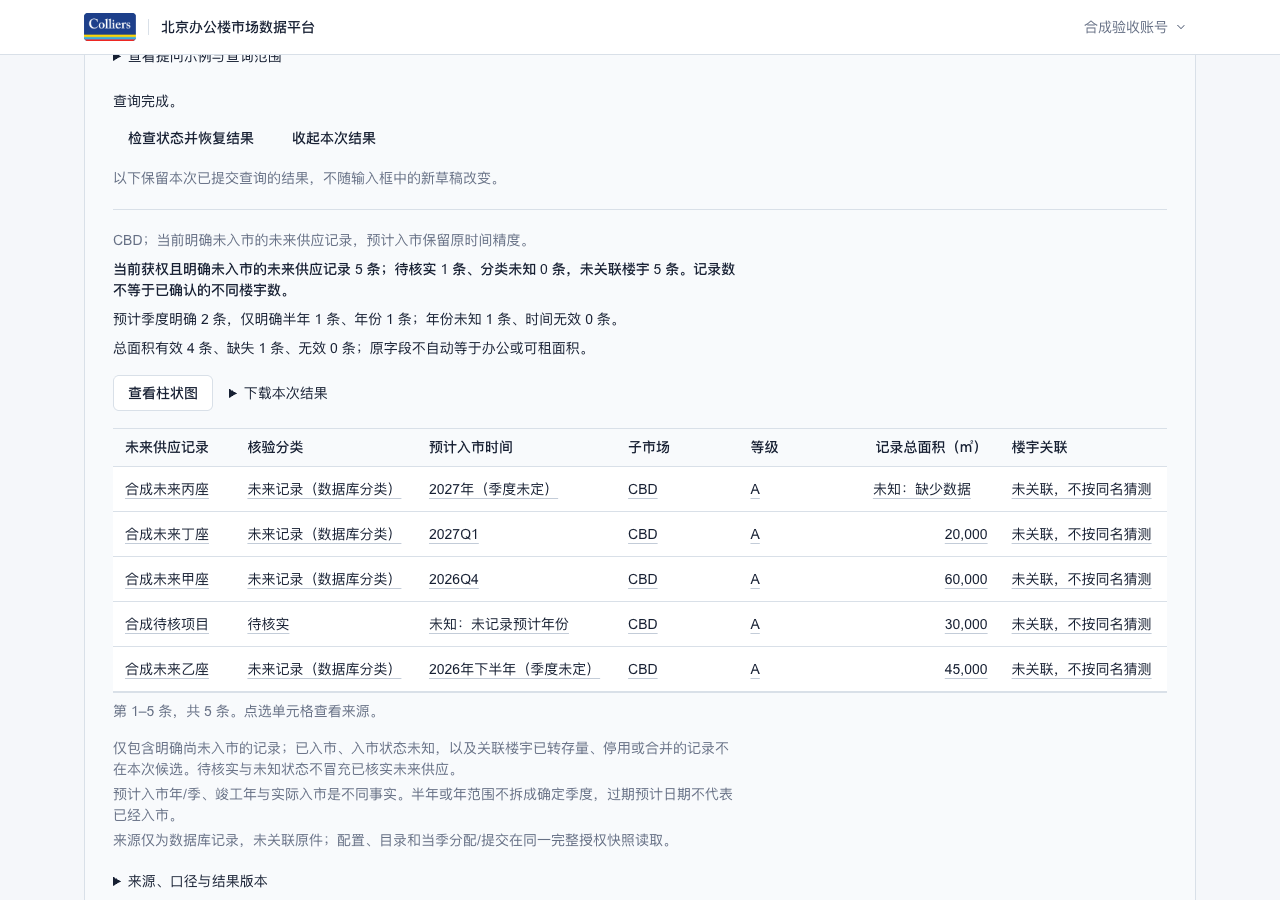 Colliers 北京办公楼市场数据平台 合成验收账号
查看提问示例与查询范围
查询完成。
检查状态并恢复结果 收起本次结果
以下保留本次已提交查询的结果，不随输入框中的新草稿改变。
CBD；当前明确未入市的未来供应记录，预计入市保留原时间精度。
当前获权且明确未入市的未来供应记录 5 条；待核实 1 条、分类未知 0 条，未关联楼宇 5 条。记录数
不等于已确认的不同楼宇数。
预计季度明确 2 条，仅明确半年 1 条、年份 1 条；年份未知 1 条、时间无效 0 条。
总面积有效 4 条、缺失 1 条、无效 0 条；原字段不自动等于办公或可租面积。
查看柱状图 下载本次结果
未来供应记录 核验分类 预计入市时间 子市场 等级 记录总面积（㎡） 楼宇关联
合成未来丙座 未来记录（数据库分类） 2027年（季度未定） CBD A 未知：缺少数据 未关联，不按同名猜测
合成未来丁座 未来记录（数据库分类） 2027Q1 CBD A 20,000 未关联，不按同名猜测
合成未来甲座 未来记录（数据库分类） 2026Q4 CBD A 60,000 未关联，不按同名猜测
合成待核项目 待核实 未知：未记录预计年份 CBD A 30,000 未关联，不按同名猜测
合成未来乙座 未来记录（数据库分类） 2026年下半年（季度未定） CBD A 45,000 未关联，不按同名猜测
第 1–5 条，共 5 条。点选单元格查看来源。
仅包含明确尚未入市的记录；已入市、入市状态未知，以及关联楼宇已转存量、停用或合并的记录不
在本次候选。待核实与未知状态不冒充已核实未来供应。
预计入市年/季、竣工年与实际入市是不同事实。半年或年范围不拆成确定季度，过期预计日期不代表
已经入市。
来源仅为数据库记录，未关联原件；配置、目录和当季分配/提交在同一完整授权快照读取。
来源、口径与结果版本